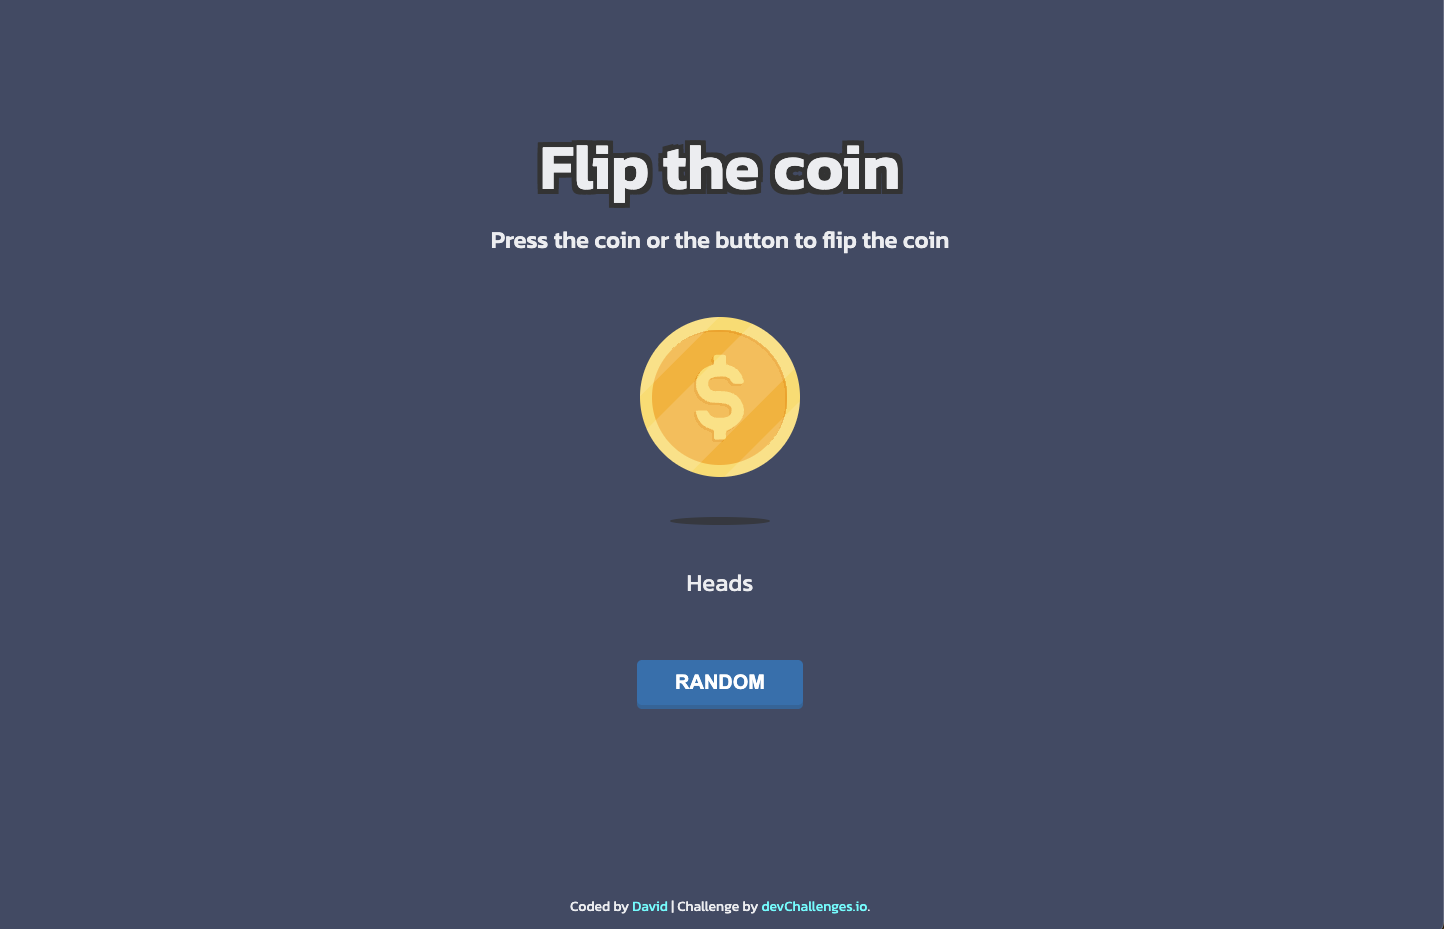 Flip the coin
Press the coin or the button to flip the coin
$
Heads
RANDOM
Coded by David | Challenge by devChallenges.io.